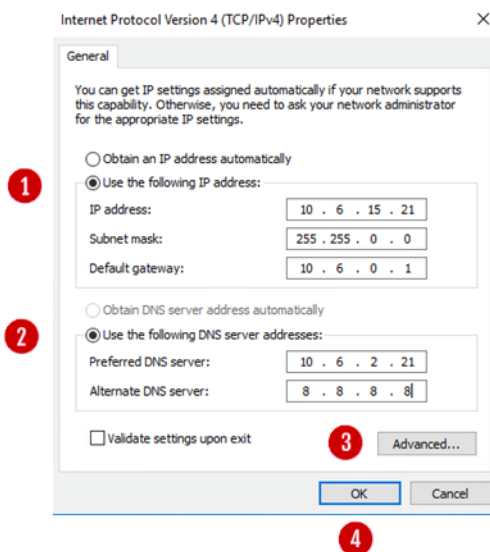 Internet Protocol Version 4 (TCP/IPv4) Properties
General
You can get IP settings assigned automatically if your network supports
this capability. Otherwise, you need to ask your network administrator
for the appropriate IP settings.
Obtain an IP address automatically
1
Use the following IP address:
IP address: 10 . 6 . 15 . 21
Subnet mask: 255 . 255 . 0 . 0
Default gateway: 10 . 6 . 0 . 1
Obtain DNS server address automatically
2
Use the following DNS server addresses:
Preferred DNS server: 10 . 6 . 2 . 21
Alternate DNS server: 8 . 8 . 8 . 8
Validate settings upon exit
3
Advanced...
OK
Cancel
4